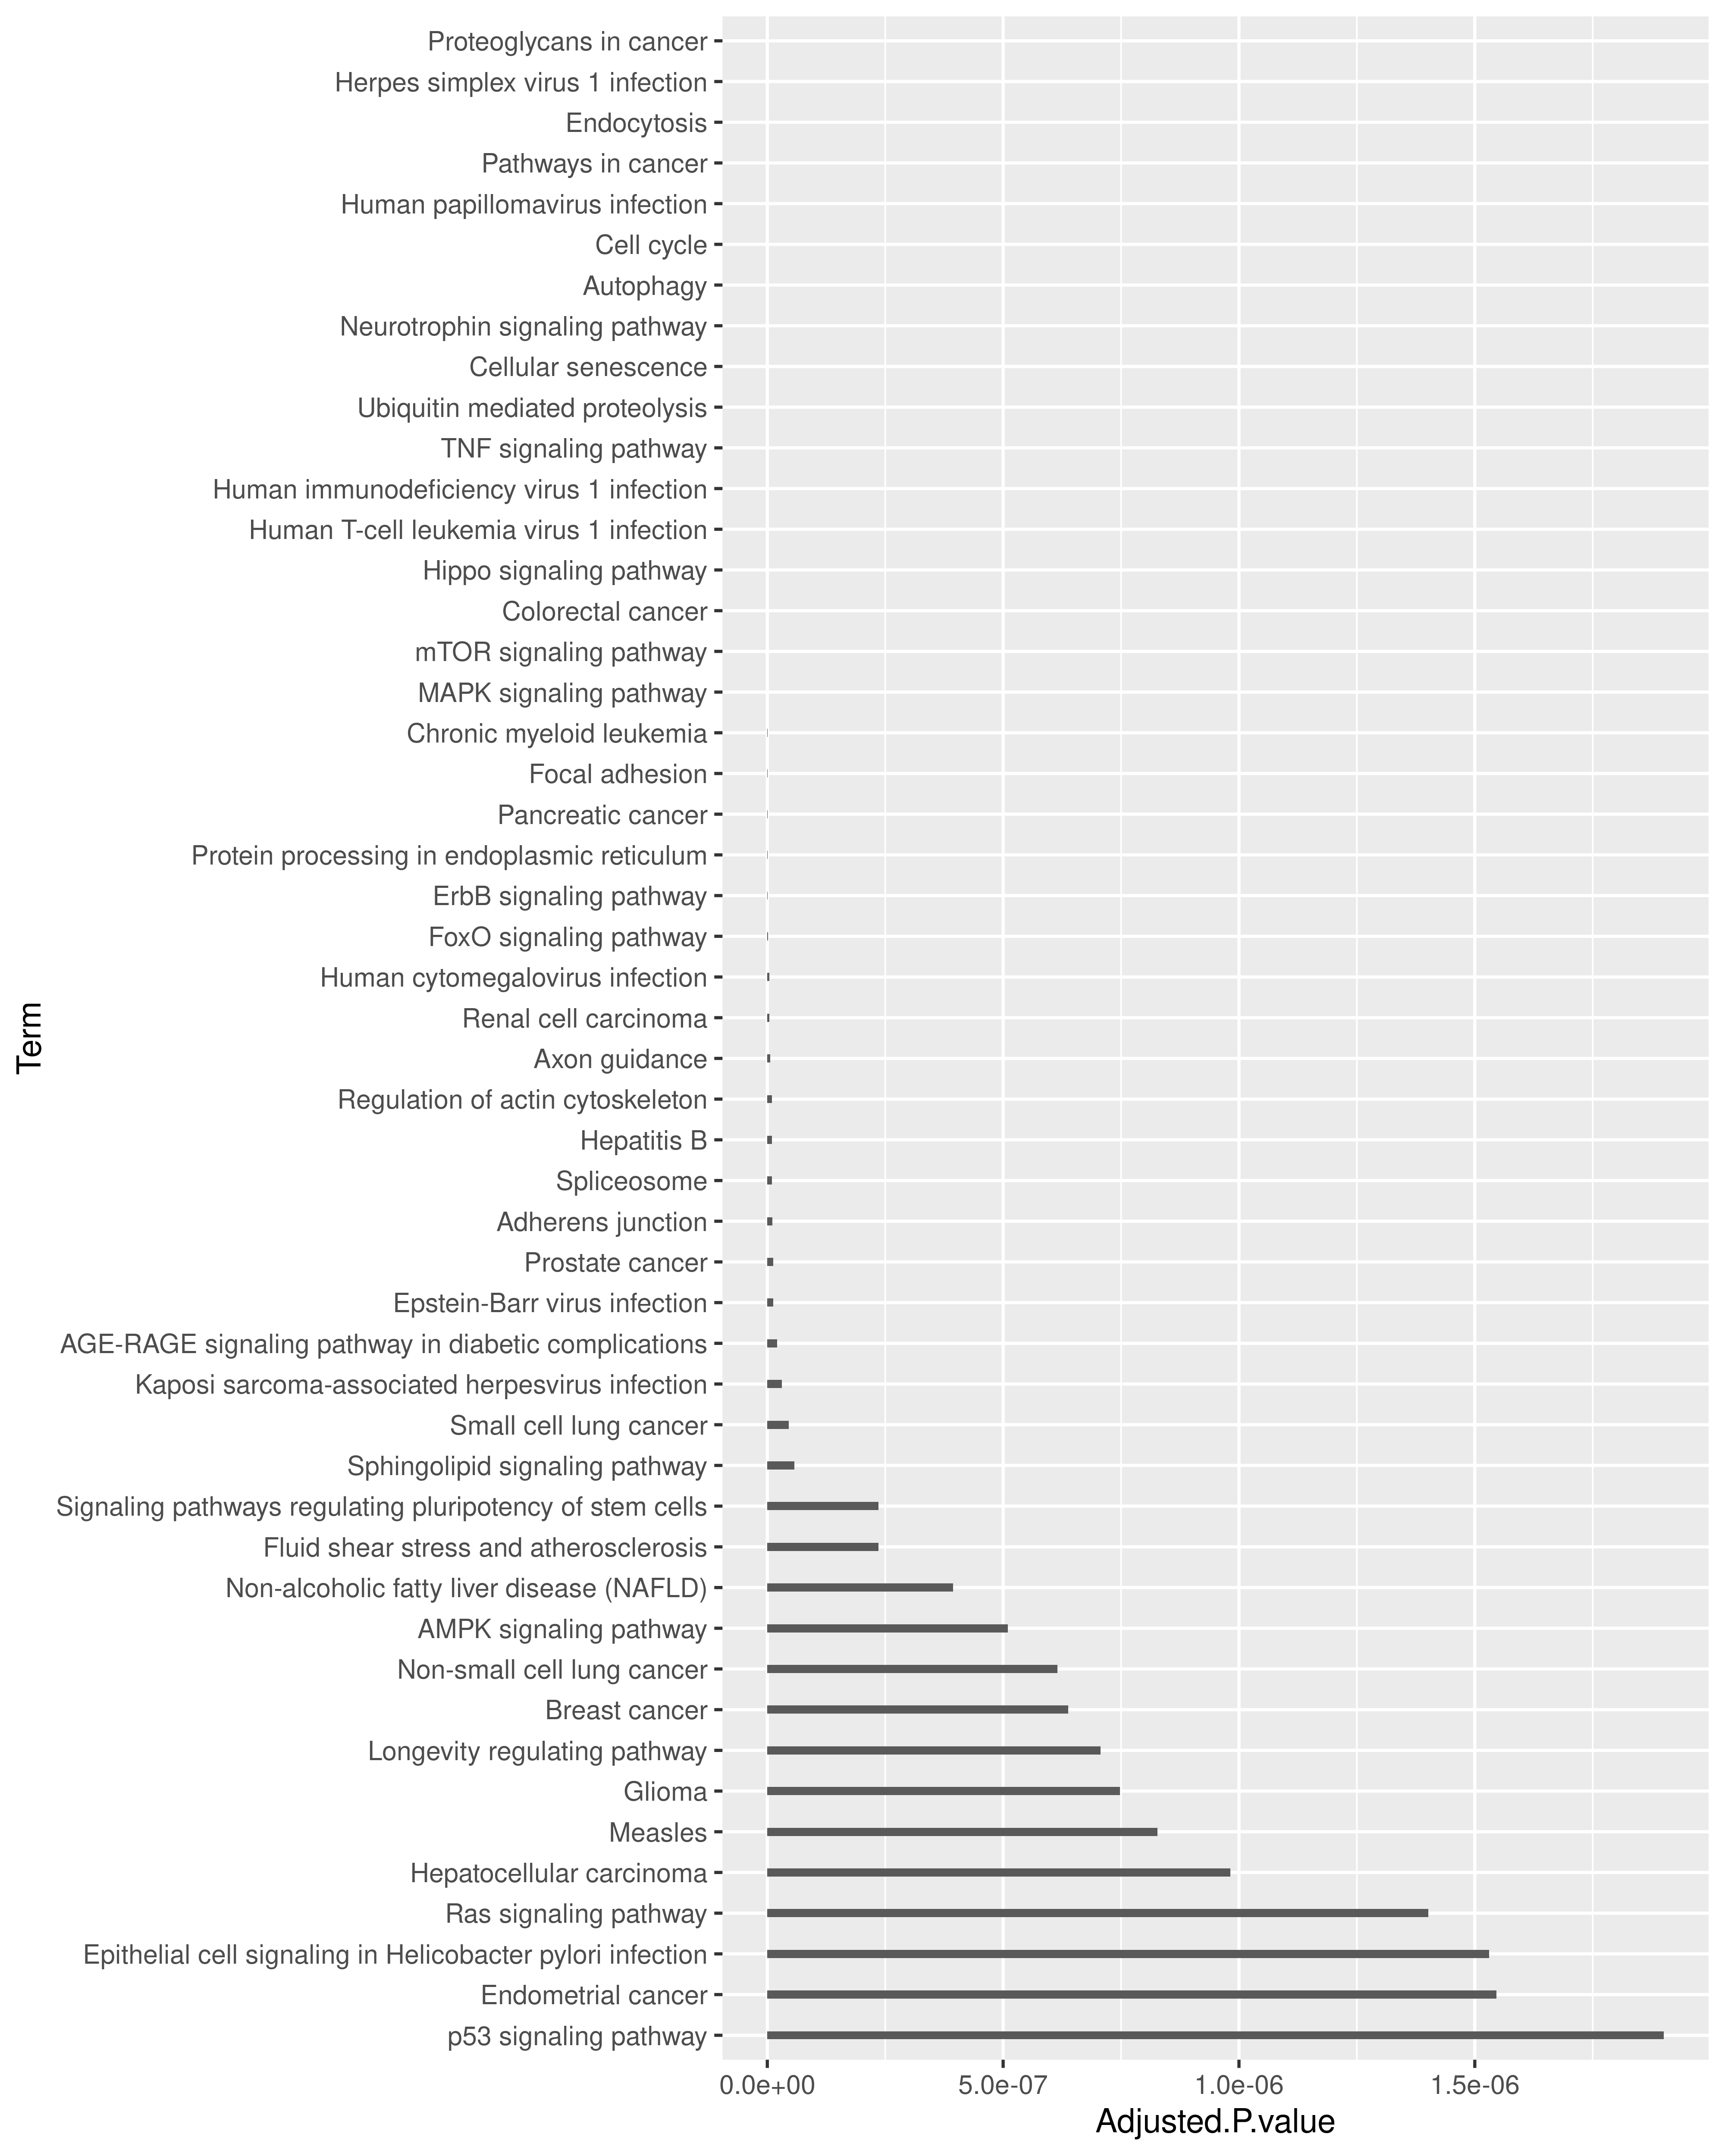 Proteoglycans in cancer
Herpes simplex virus 1 infection
Endocytosis
Pathways in cancer
Human papillomavirus infection
Cell cycle
Autophagy
Neurotrophin signaling pathway
Cellular senescence
Ubiquitin mediated proteolysis
TNF signaling pathway
Human immunodeficiency virus 1 infection
Human T-cell leukemia virus 1 infection
Hippo signaling pathway
Colorectal cancer
mTOR signaling pathway
MAPK signaling pathway
Chronic myeloid leukemia
Focal adhesion
Pancreatic cancer
Protein processing in endoplasmic reticulum
ErbB signaling pathway
FoxO signaling pathway
Human cytomegalovirus infection
Renal cell carcinoma
Axon guidance
Regulation of actin cytoskeleton
Hepatitis B
Spliceosome
Adherens junction
Prostate cancer
Epstein-Barr virus infection
AGE-RAGE signaling pathway in diabetic complications
Kaposi sarcoma-associated herpesvirus infection
Small cell lung cancer
Sphingolipid signaling pathway
Signaling pathways regulating pluripotency of stem cells
Fluid shear stress and atherosclerosis
Non-alcoholic fatty liver disease (NAFLD)
AMPK signaling pathway
Non-small cell lung cancer
Breast cancer
Longevity regulating pathway
Glioma
Measles
Hepatocellular carcinoma
Ras signaling pathway
Epithelial cell signaling in Helicobacter pylori infection
Endometrial cancer
p53 signaling pathway
Term
0.0e+00 5.0e-07 1.0e-06 1.5e-06
Adjusted.P.value